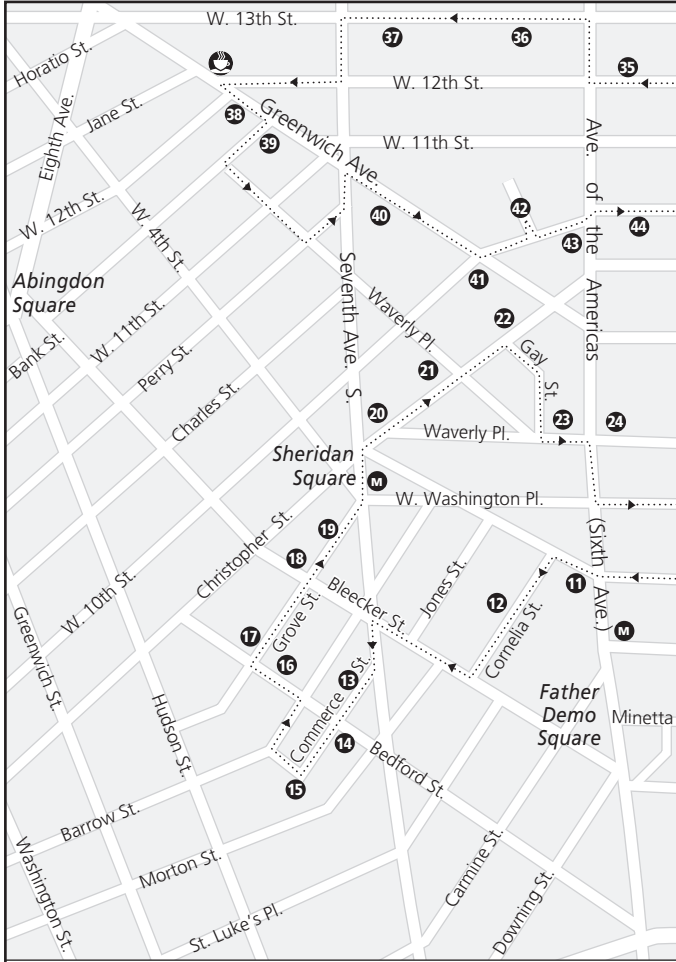 W. 13th St.
37
36
35
Horatio St.
W. 12th St.
Jane St.
Eighth Ave.
38
39
Greenwich Ave
W. 11th St.
Ave. of the Americas
W. 12th St.
W. 4th St.
40
42
43
44
41
Abingdon
Square
Seventh Ave. S.
Waverly Pl.
22
Bank St.
W. 11th St.
Perry St.
Charles St.
21
Gay St.
20
23
24
Waverly Pl.
Sheridan
Square
M
W. Washington Pl.
Christopher St.
19
18
(Sixth Ave.)
W. 10th St.
Bleecker St.
Jones St.
12
11
Cornelia St.
M
Greenwich St.
17
Grove St.
16
13
Commerce St.
Hudson St.
Father
Demo
Square
Minetta
14
15
Bedford St.
Barrow St.
Morton St.
Washington St.
St. Luke's Pl.
Carmine St.
Downing St.